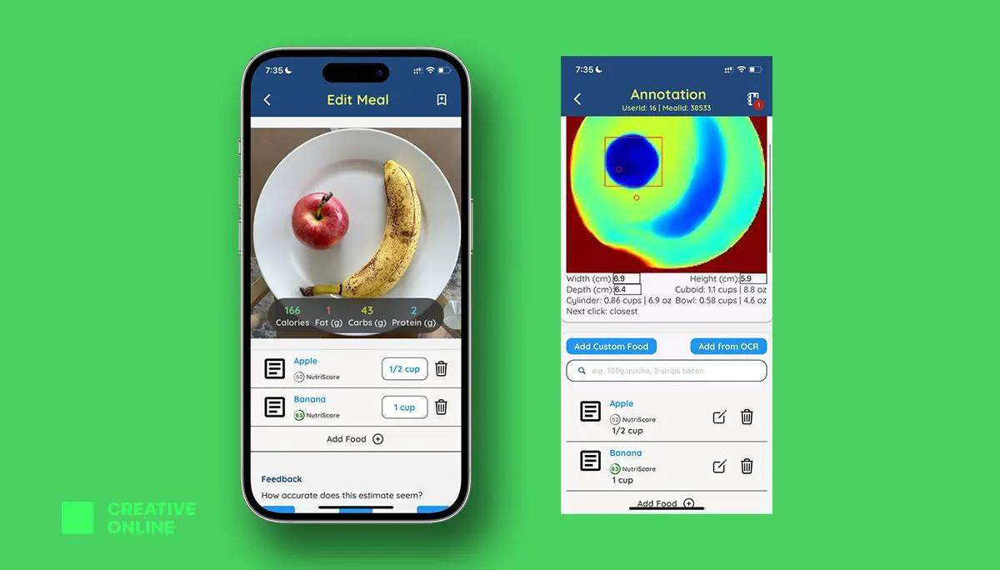 7:35
Edit Meal
166 1 43 2
Calories Fat (g) Carbs (g) Protein (g)
Apple
52 NutriScore
1/2 cup
Banana
63 NutriScore
1 cup
Add Food
Feedback
How accurate does this estimate seem?
7:35
Annotation
UserId: 16 | MealId: 38533
1
Width (cm): 6.9 Height (cm): 5.9
Depth (cm): 6.4 Cuboid: 1.1 cups | 8.8 oz
Cylinder: 0.86 cups | 6.9 oz Bowl: 0.58 cups | 4.6 oz
Next click: closest
Add Custom Food Add from OCR
e.g. 100g quiche, 2 strips bacon
Apple
52 NutriScore
1/2 cup
Banana
63 NutriScore
1 cup
Add Food
CREATIVE
ONLINE